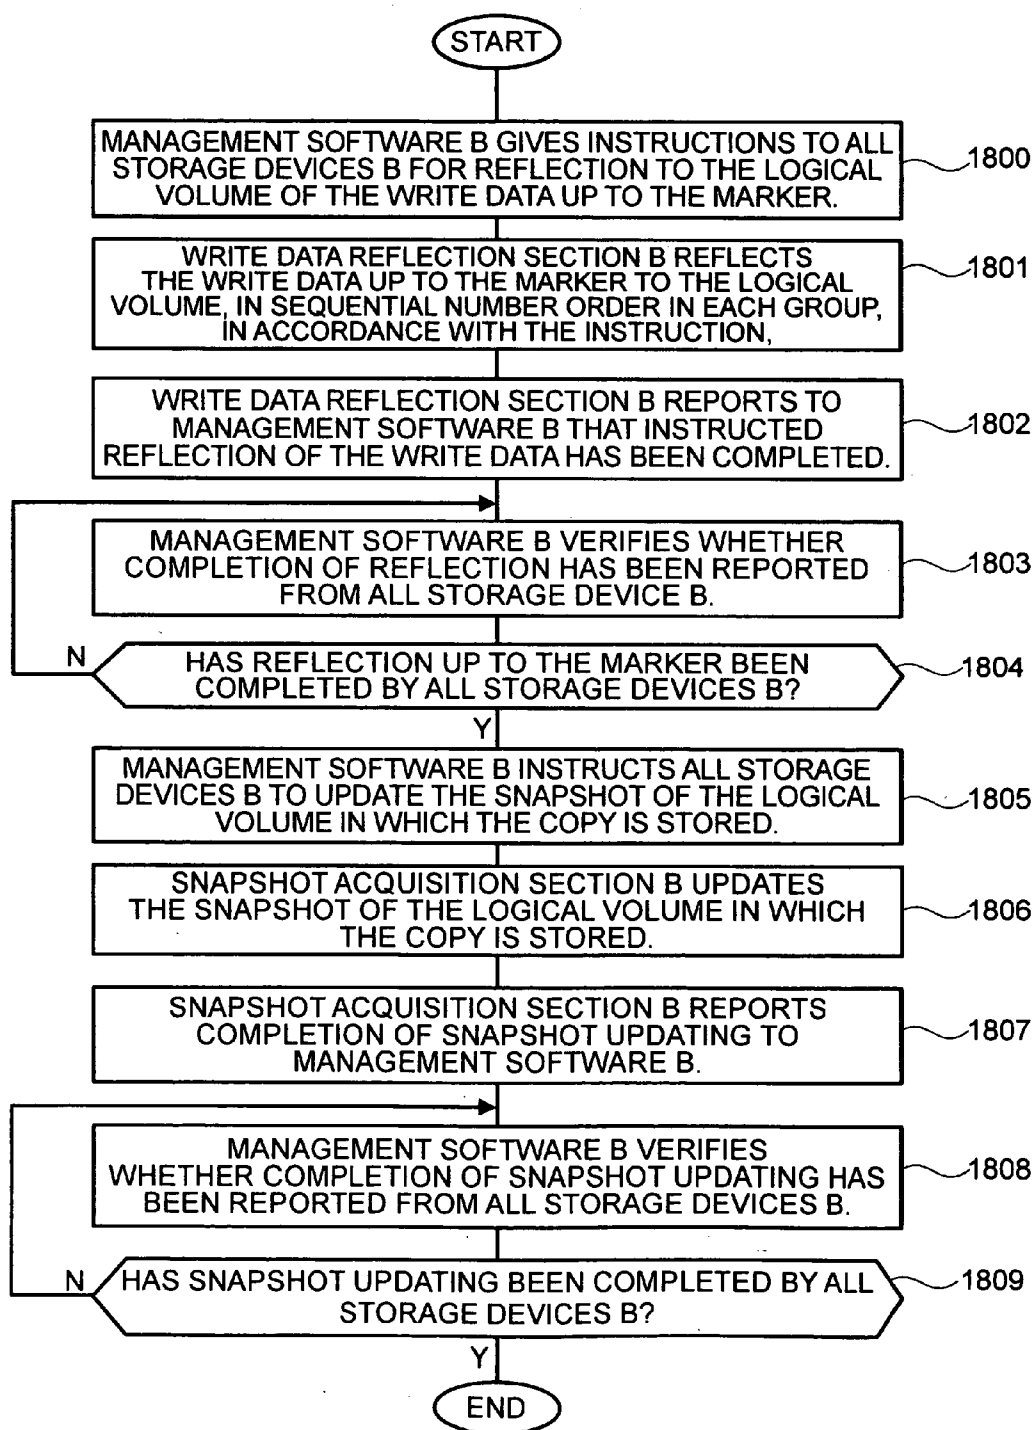 START
MANAGEMENT SOFTWARE B GIVES INSTRUCTIONS TO ALL
STORAGE DEVICES B FOR REFLECTION TO THE LOGICAL
VOLUME OF THE WRITE DATA UP TO THE MARKER.
1800
WRITE DATA REFLECTION SECTION B REFLECTS
THE WRITE DATA UP TO THE MARKER TO THE LOGICAL
VOLUME, IN SEQUENTIAL NUMBER ORDER IN EACH GROUP,
IN ACCORDANCE WITH THE INSTRUCTION,
1801
WRITE DATA REFLECTION SECTION B REPORTS TO
MANAGEMENT SOFTWARE B THAT INSTRUCTED
REFLECTION OF THE WRITE DATA HAS BEEN COMPLETED.
1802
MANAGEMENT SOFTWARE B VERIFIES WHETHER
COMPLETION OF REFLECTION HAS BEEN REPORTED
FROM ALL STORAGE DEVICE B.
1803
N
HAS REFLECTION UP TO THE MARKER BEEN
COMPLETED BY ALL STORAGE DEVICES B?
1804
Y
MANAGEMENT SOFTWARE B INSTRUCTS ALL STORAGE
DEVICES B TO UPDATE THE SNAPSHOT OF THE LOGICAL
VOLUME IN WHICH THE COPY IS STORED.
1805
SNAPSHOT ACQUISITION SECTION B UPDATES
THE SNAPSHOT OF THE LOGICAL VOLUME IN WHICH
THE COPY IS STORED.
1806
SNAPSHOT ACQUISITION SECTION B REPORTS
COMPLETION OF SNAPSHOT UPDATING TO
MANAGEMENT SOFTWARE B.
1807
MANAGEMENT SOFTWARE B VERIFIES
WHETHER COMPLETION OF SNAPSHOT UPDATING HAS
BEEN REPORTED FROM ALL STORAGE DEVICES B.
1808
N
HAS SNAPSHOT UPDATING BEEN COMPLETED BY ALL
STORAGE DEVICES B?
1809
Y
END